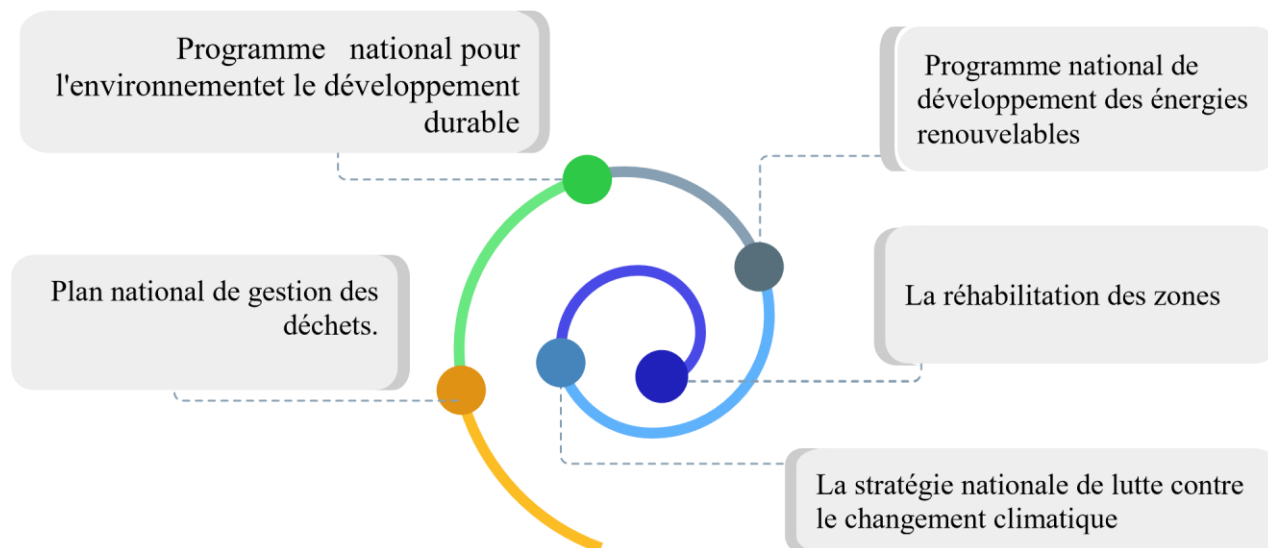 Programme national pour
l'environnementet le développement
durable
Programme national de
développement des énergies
renouvelables
Plan national de gestion des
déchets.
La réhabilitation des zones
La stratégie nationale de lutte contre
le changement climatique